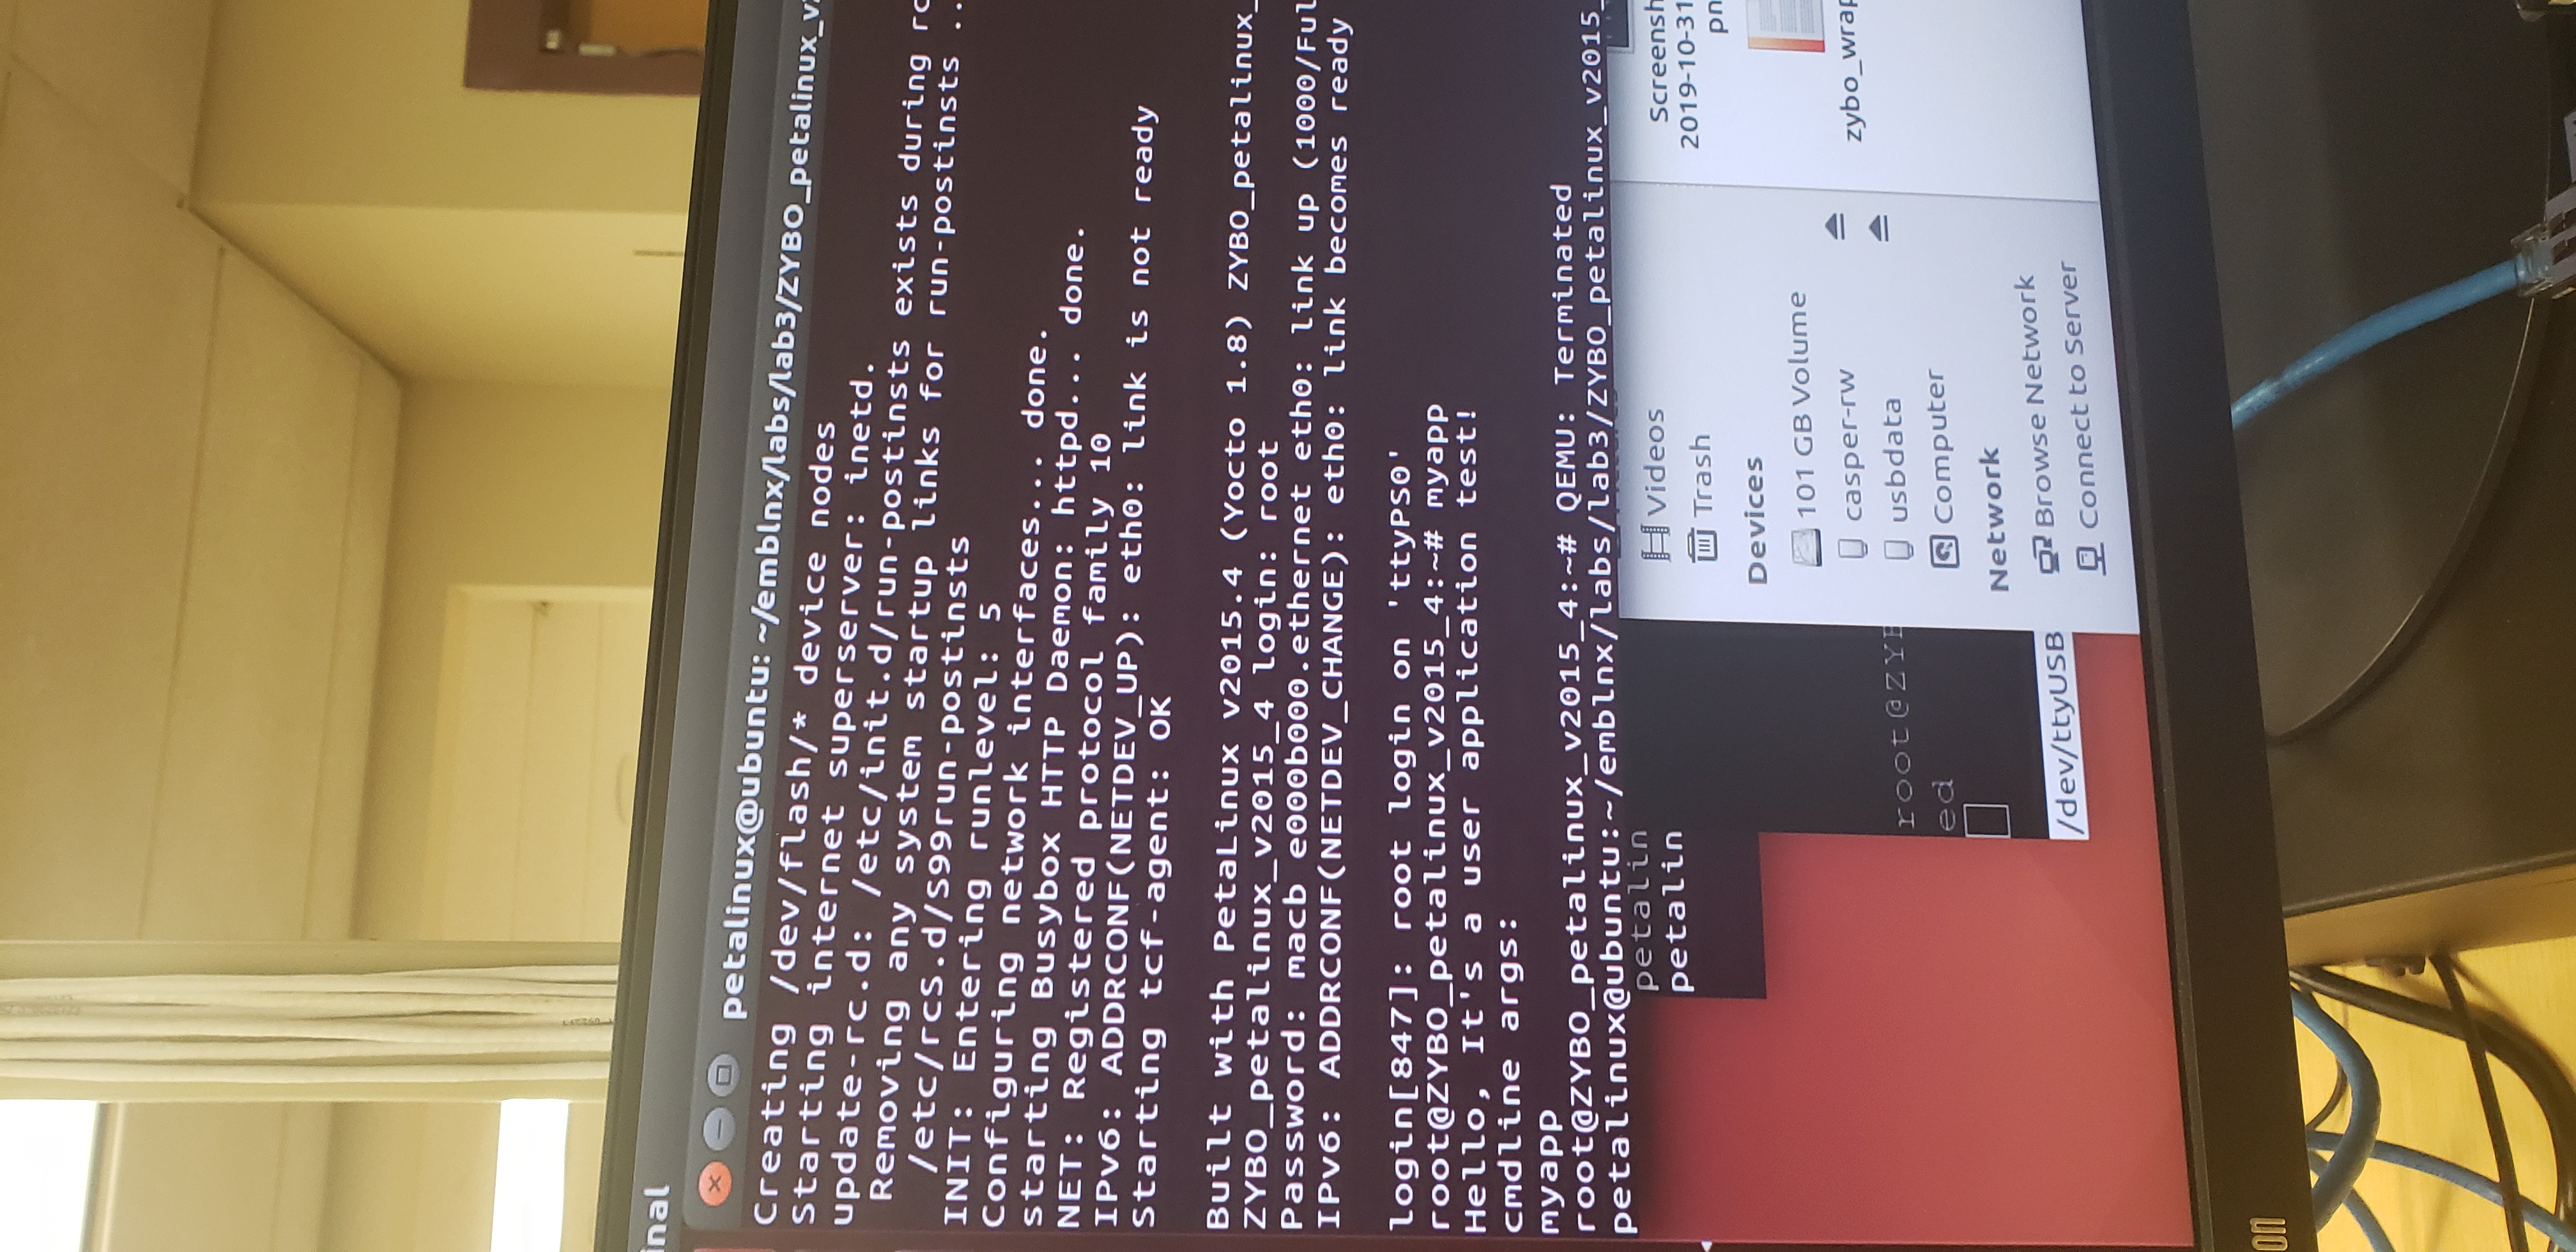 inal
petalinux@ubuntu: ~/emblnx/labs/lab3/ZYBO_petalinux_v2
Creating /dev/flash/* device nodes
Starting internet superserver: inetd.
update-rc.d: /etc/init.d/run-postinsts exists during rc
Removing any system startup links for run-postinsts ..
/etc/rcS.d/S99run-postinsts
INIT: Entering runlevel: 5
Configuring network interfaces... done.
starting Busybox HTTP Daemon: httpd... done.
NET: Registered protocol family 10
IPv6: ADDRCONF(NETDEV_UP): eth0: link is not ready
Starting tcf-agent: OK
Built with PetaLinux v2015.4 (Yocto 1.8) ZYBO_petalinux_
ZYBO_petalinux_v2015_4 login: root
Password: macb e000b000.ethernet eth0: link up (1000/Ful
IPv6: ADDRCONF(NETDEV_CHANGE): eth0: link becomes ready
login[847]: root login on 'ttyPS0'
root@ZYBO_petalinux_v2015_4:~# myapp
Hello, It's a user application test!
cmdline args:
myapp
root@ZYBO_petalinux_v2015_4:~# QEMU: Terminated
petalinux@ubuntu:~/emblnx/labs/lab3/ZYBO_petalinux_v2015_
petalin
petalin
root@ZYB
ed
/dev/ttyUSB
Videos
Trash
Devices
101 GB Volume
casper-rw
usbdata
Computer
Network
Browse Network
Connect to Server
Screensh
2019-10-31
pn
zybo_wrap
on